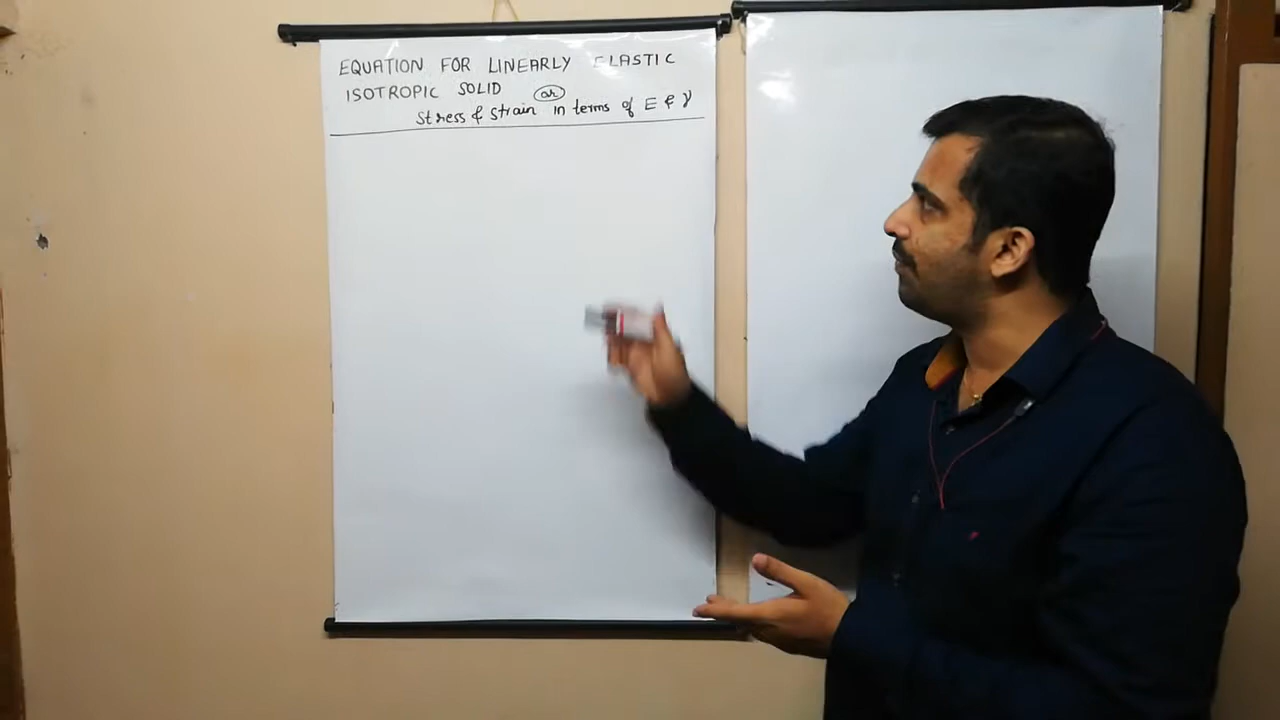 EQUATION FOR LINEARLY ELASTIC
ISOTROPIC SOLID (or)
Stress & strain in terms of E & γ